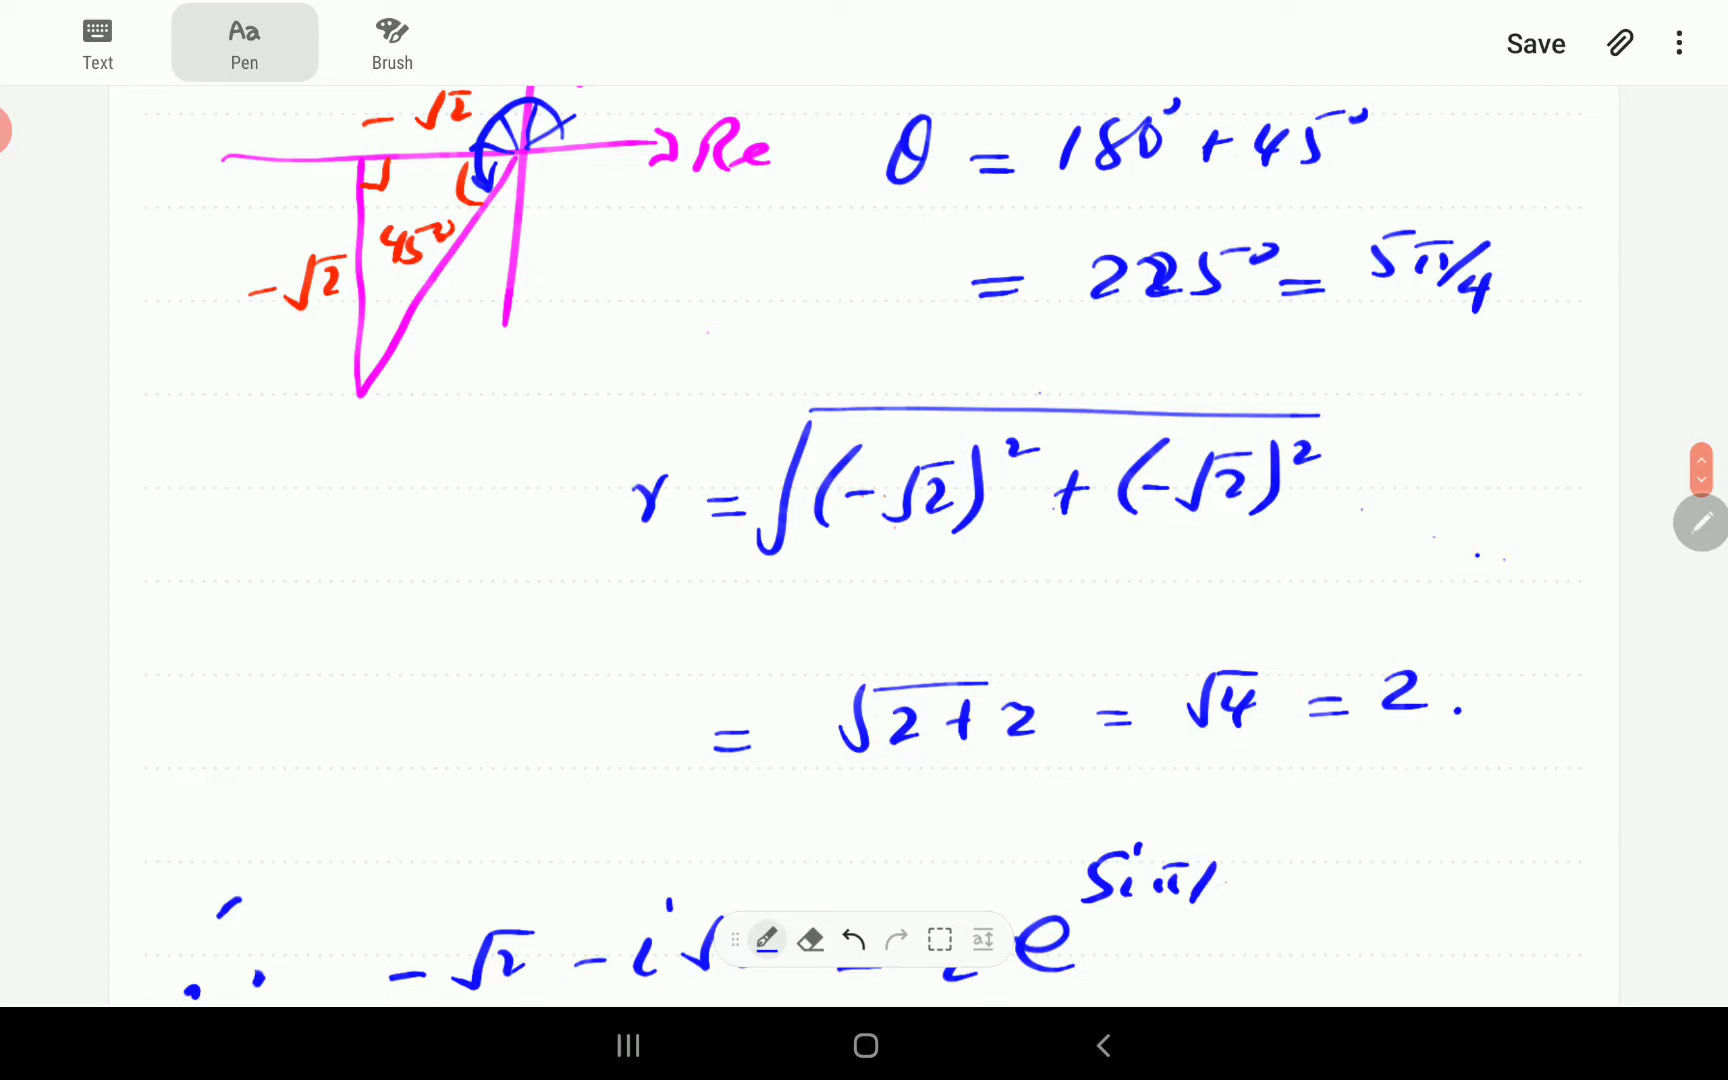 Text
Pen
Brush
Save
-√2
Re
θ = 180° + 45°
45°
-√2
= 225° = 5π/4
r = √(-√2)² + (-√2)²
= √2+2 = √4 = 2.
∴ -√2 - i√ = 2 e^5iπ/